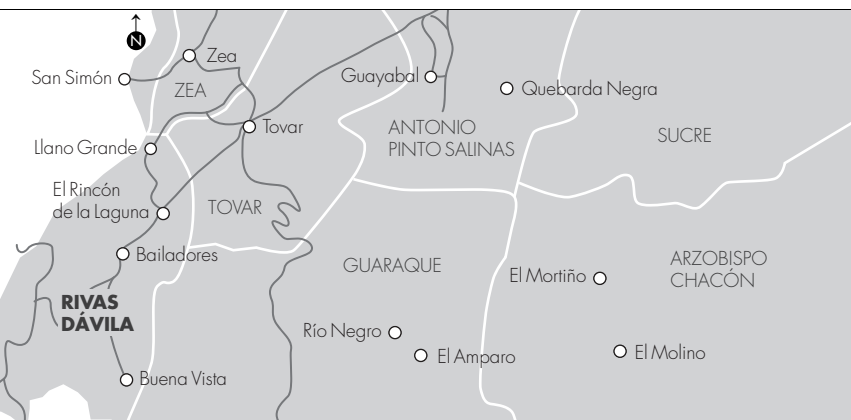 N
Zea
San Simón
ZEA
Guayabal
Quebarda Negra
Tovar
ANTONIO
PINTO SALINAS
SUCRE
Llano Grande
El Rincón
de la Laguna
TOVAR
Bailadores
GUARAQUE
ARZOBISPO
CHACÓN
El Mortiño
RIVAS
DÁVILA
Río Negro
El Amparo
El Molino
Buena Vista